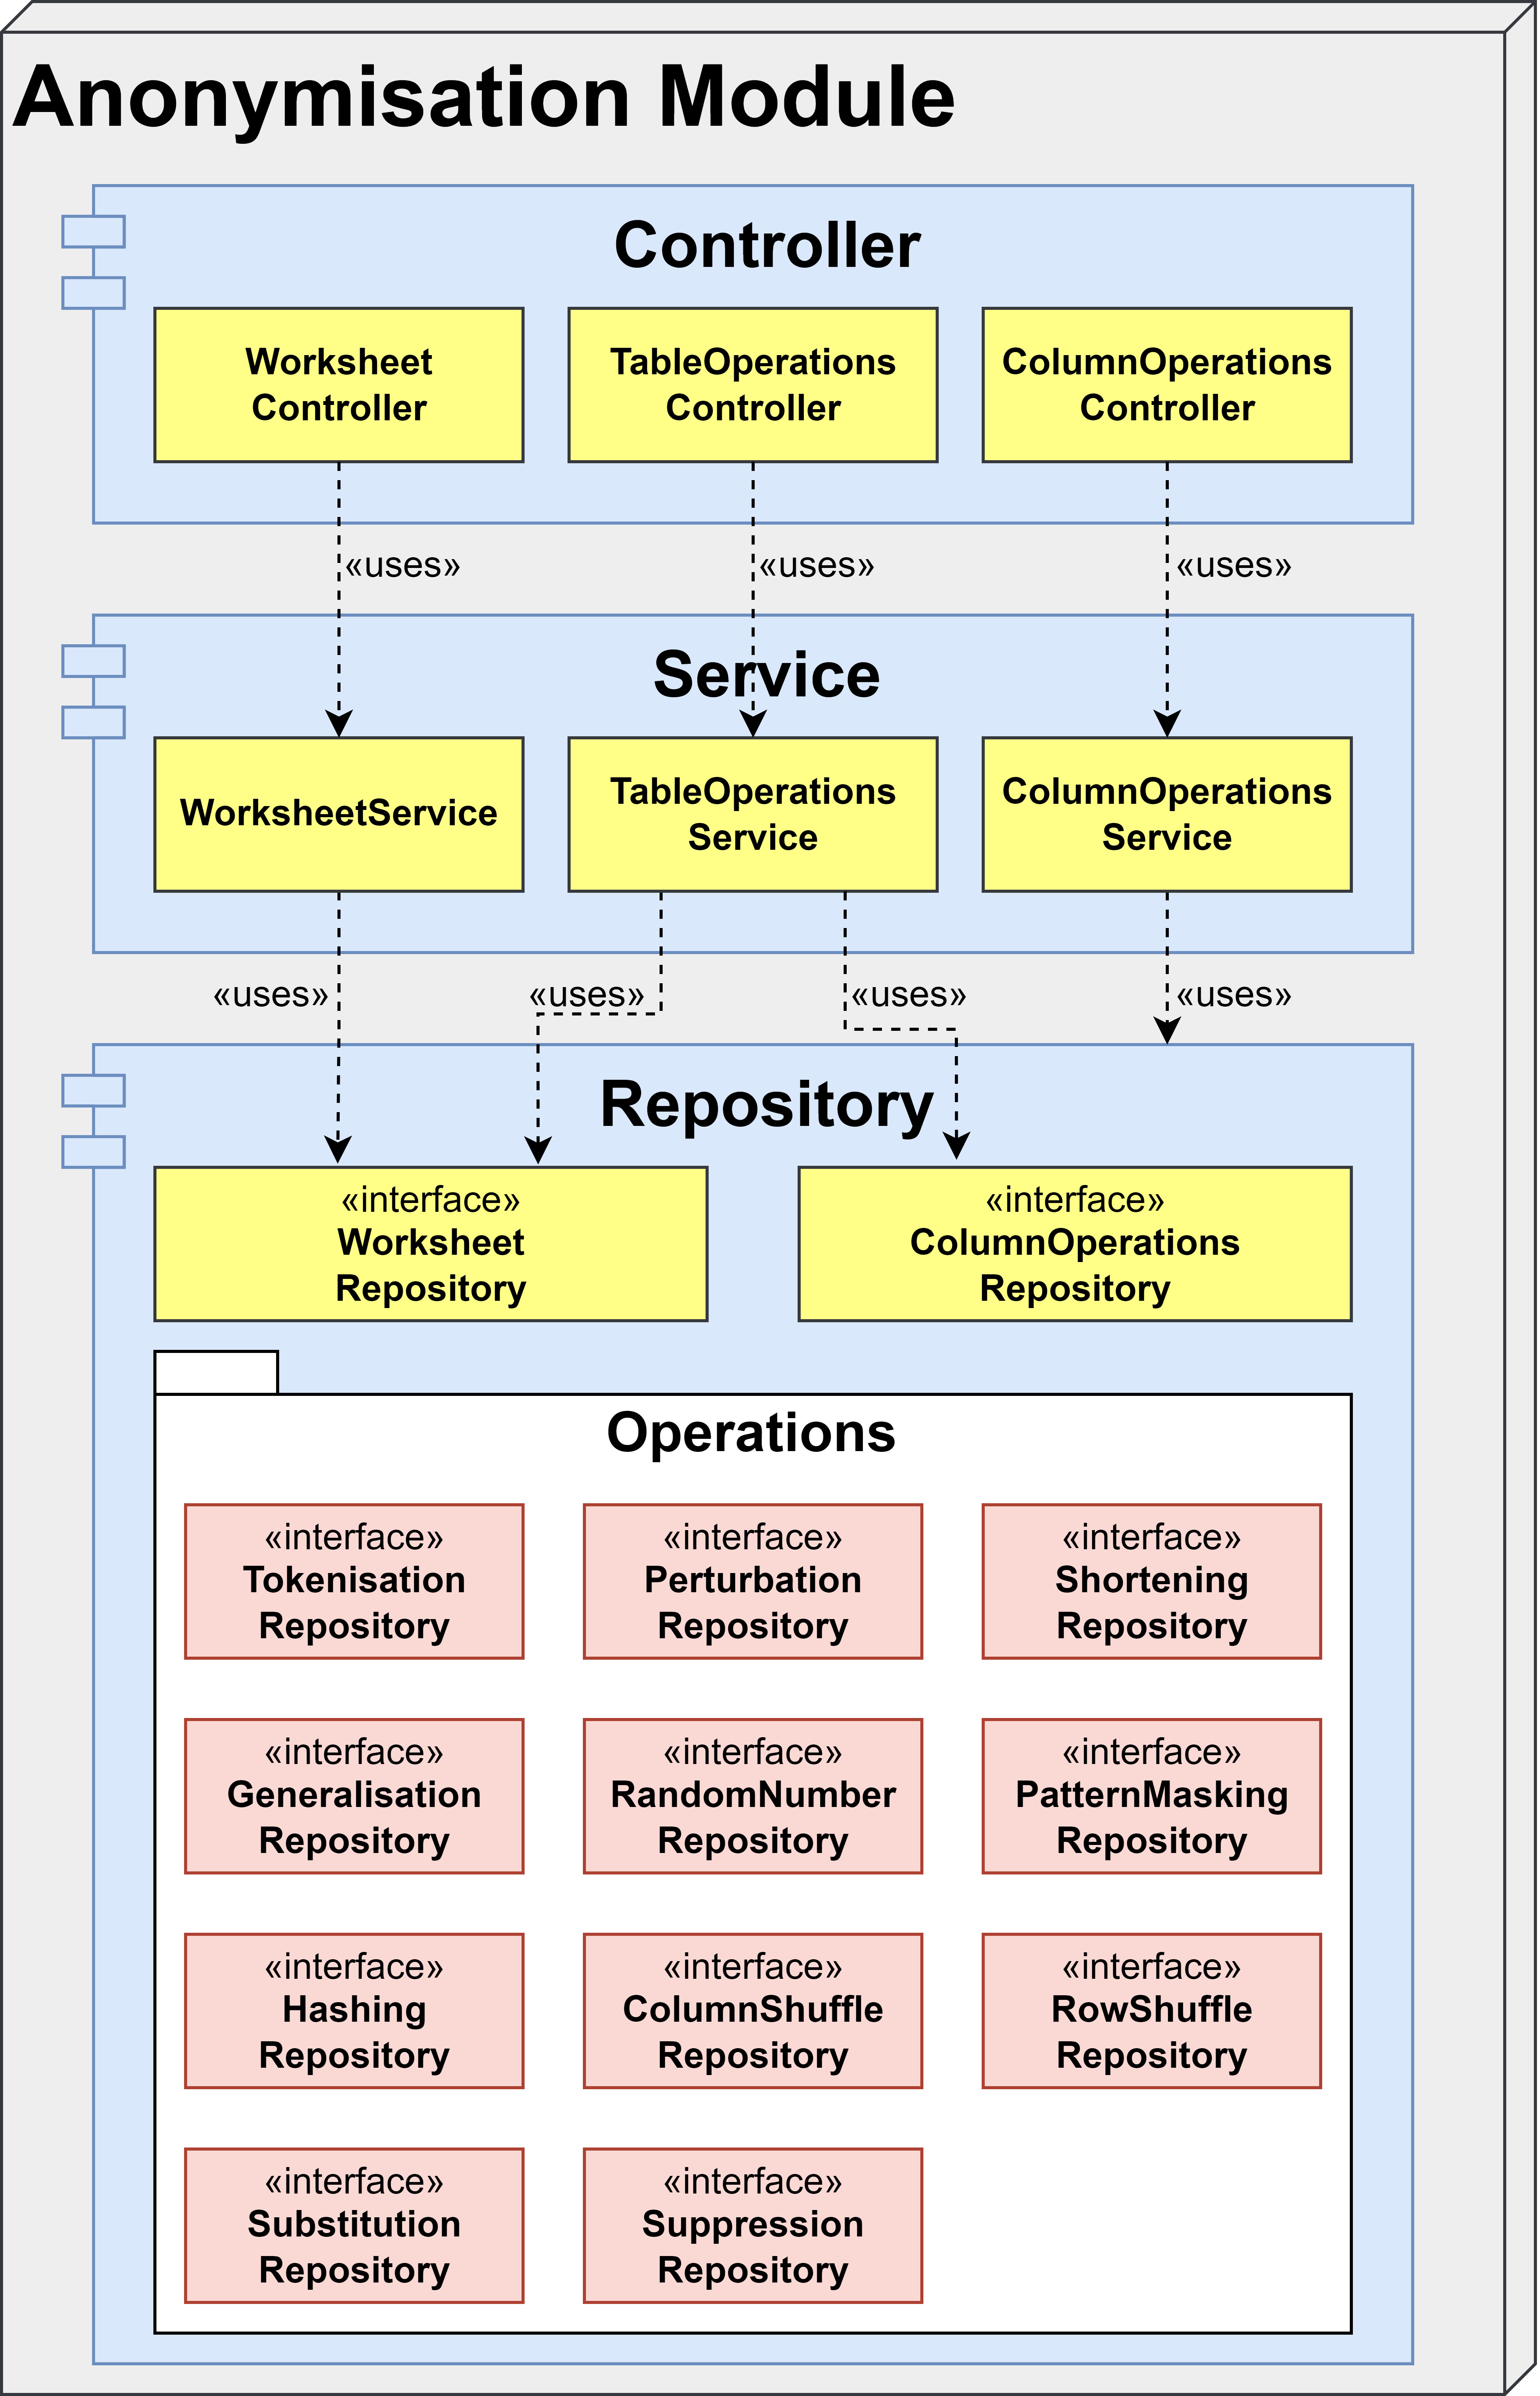 Anonymisation Module
Controller
Worksheet
Controller
TableOperations
Controller
ColumnOperations
Controller
«uses»
«uses»
«uses»
Service
WorksheetService
TableOperations
Service
ColumnOperations
Service
«uses»
«uses»
«uses»
«uses»
Repository
«interface»
Worksheet
Repository
«interface»
ColumnOperations
Repository
Operations
«interface»
Tokenisation
Repository
«interface»
Perturbation
Repository
«interface»
Shortening
Repository
«interface»
Generalisation
Repository
«interface»
RandomNumber
Repository
«interface»
PatternMasking
Repository
«interface»
Hashing
Repository
«interface»
ColumnShuffle
Repository
«interface»
RowShuffle
Repository
«interface»
Substitution
Repository
«interface»
Suppression
Repository